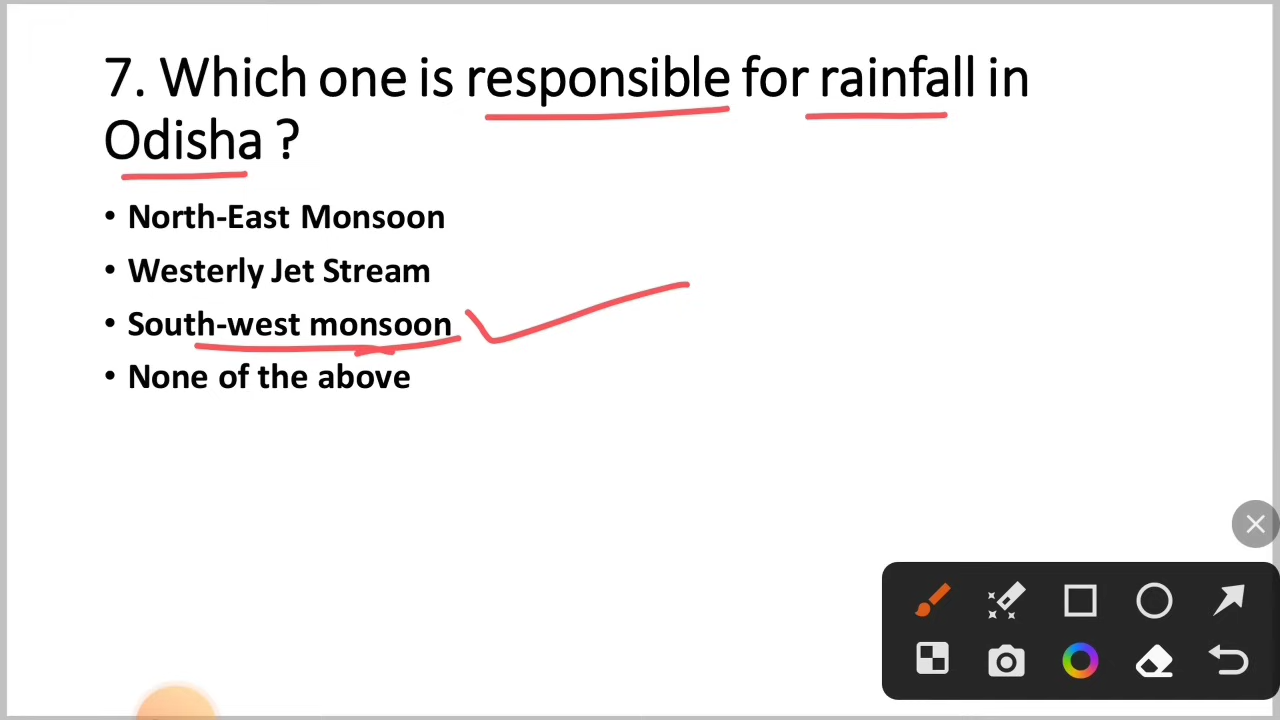 7. Which one is responsible for rainfall in
Odisha ?
• North-East Monsoon
• Westerly Jet Stream
• South-west monsoon
• None of the above